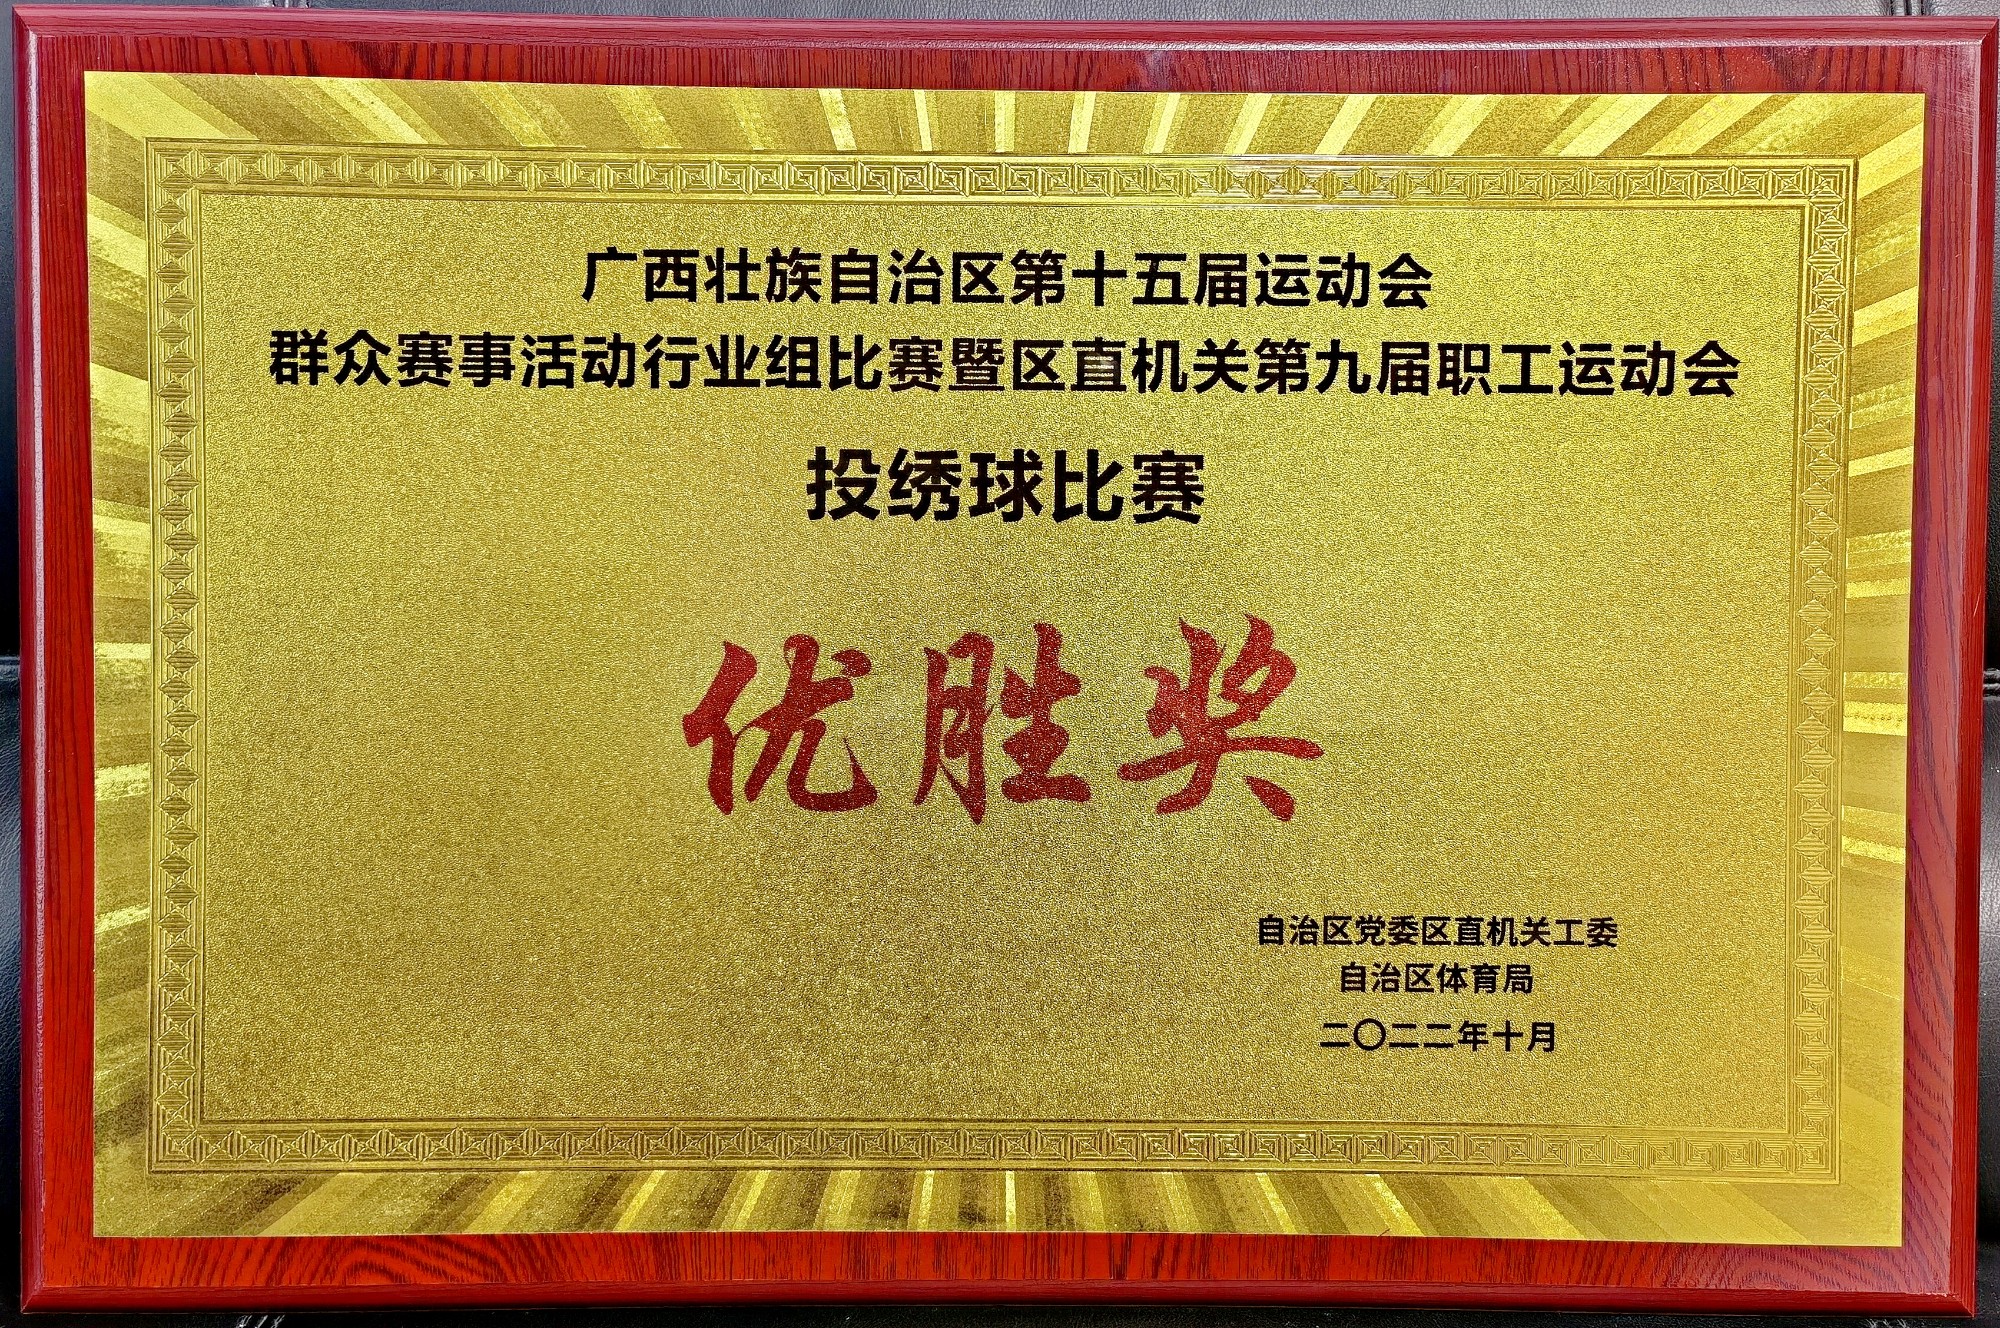 广西壮族自治区第十五届运动会
群众赛事活动行业组比赛暨区直机关第九届职工运动会
投绣球比赛
优胜奖
自治区党委区直机关工委
自治区体育局
二〇二二年十月